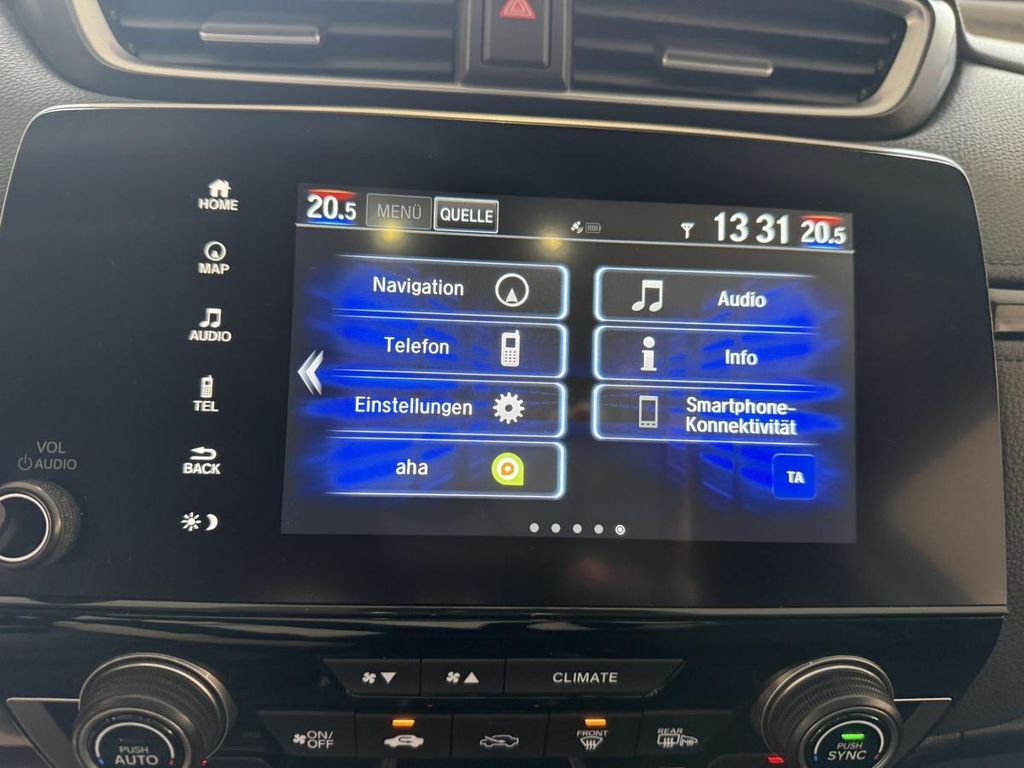 HOME
MAP
AUDIO
TEL
BACK
VOL
AUDIO
20.5
MENÜ
QUELLE
13 31
20.5
Navigation
Audio
Telefon
Info
Einstellungen
Smartphone-
Konnektivität
aha
TA
CLIMATE
PUSH
AUTO
ON/
OFF
FRONT
REAR
PUSH
SYNC